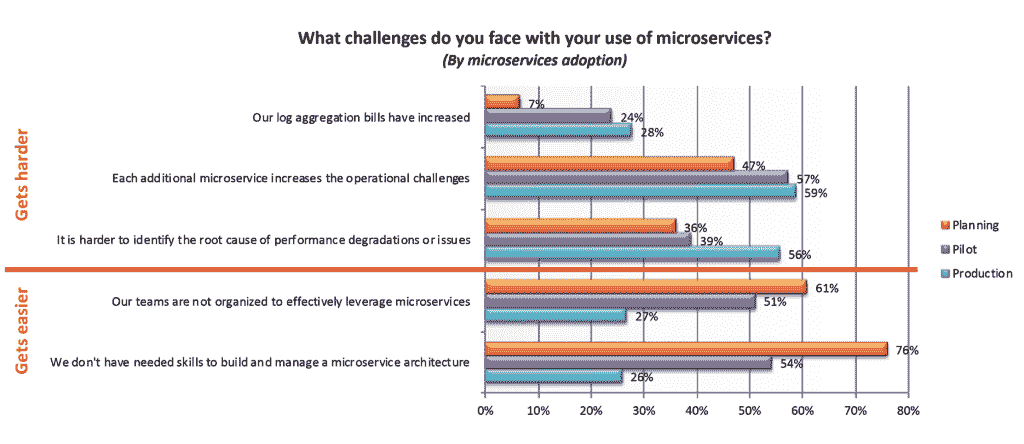 What challenges do you face with your use of microservices?
(By microservices adoption)
Gets harder
Our log aggregation bills have increased
7%
24%
28%
Each additional microservice increases the operational challenges
47%
57%
59%
It is harder to identify the root cause of performance degradations or issues
36%
39%
56%
Gets easier
Our teams are not organized to effectively leverage microservices
61%
51%
27%
We don't have needed skills to build and manage a microservice architecture
76%
54%
26%
0% 10% 20% 30% 40% 50% 60% 70% 80%
Planning
Pilot
Production